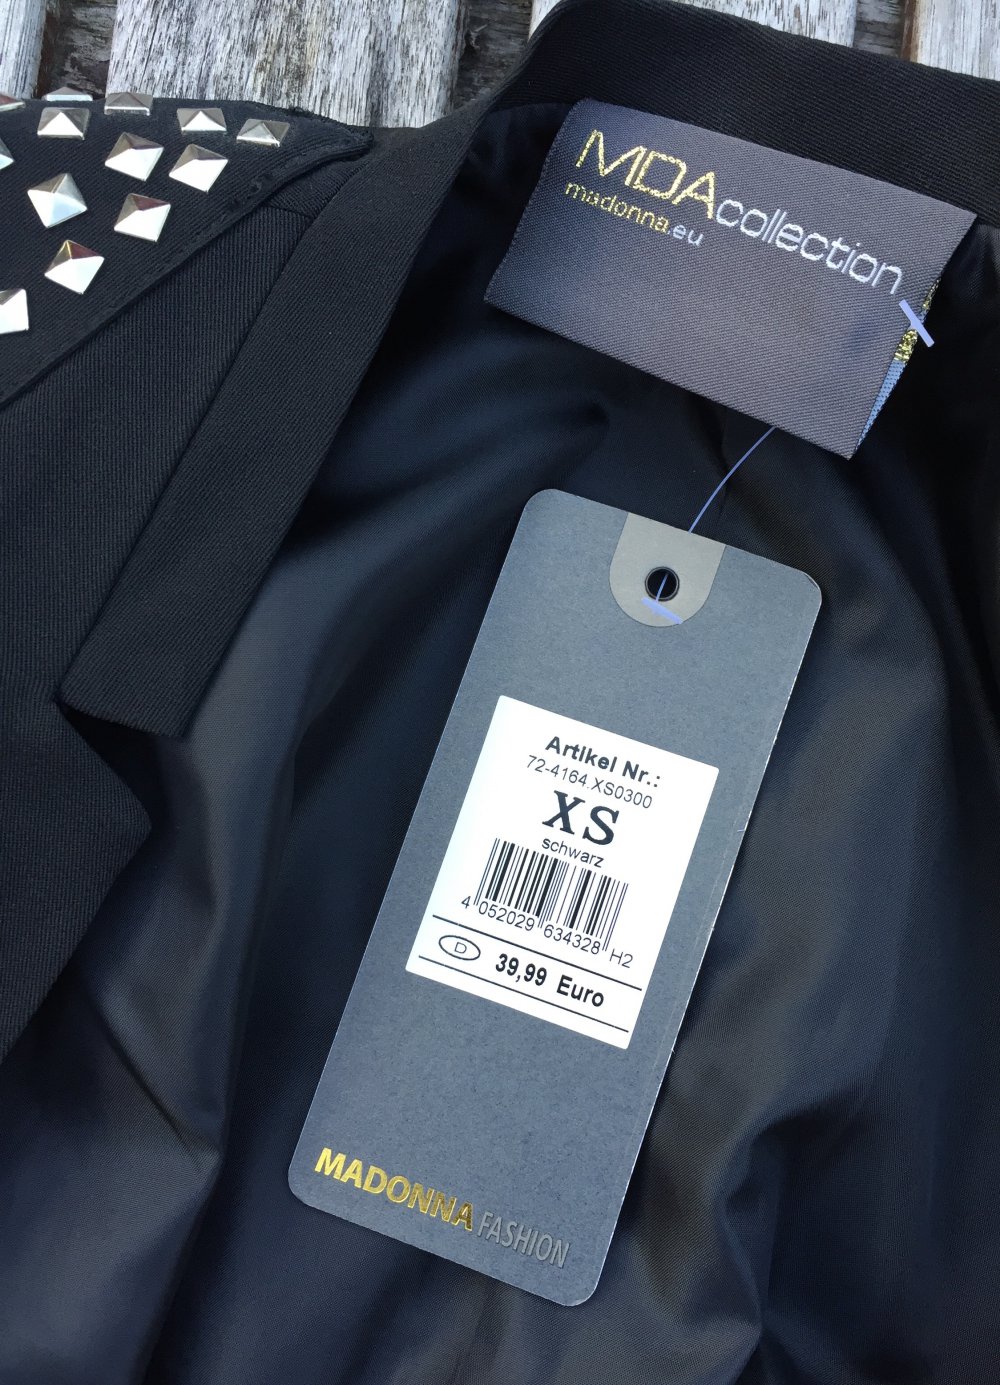 MDAcollection
madonna.eu
Artikel Nr.:
72-4164.XS0300
XS
schwarz
4 052029 634328 H2
D 39,99 Euro
MADONNA FASHION